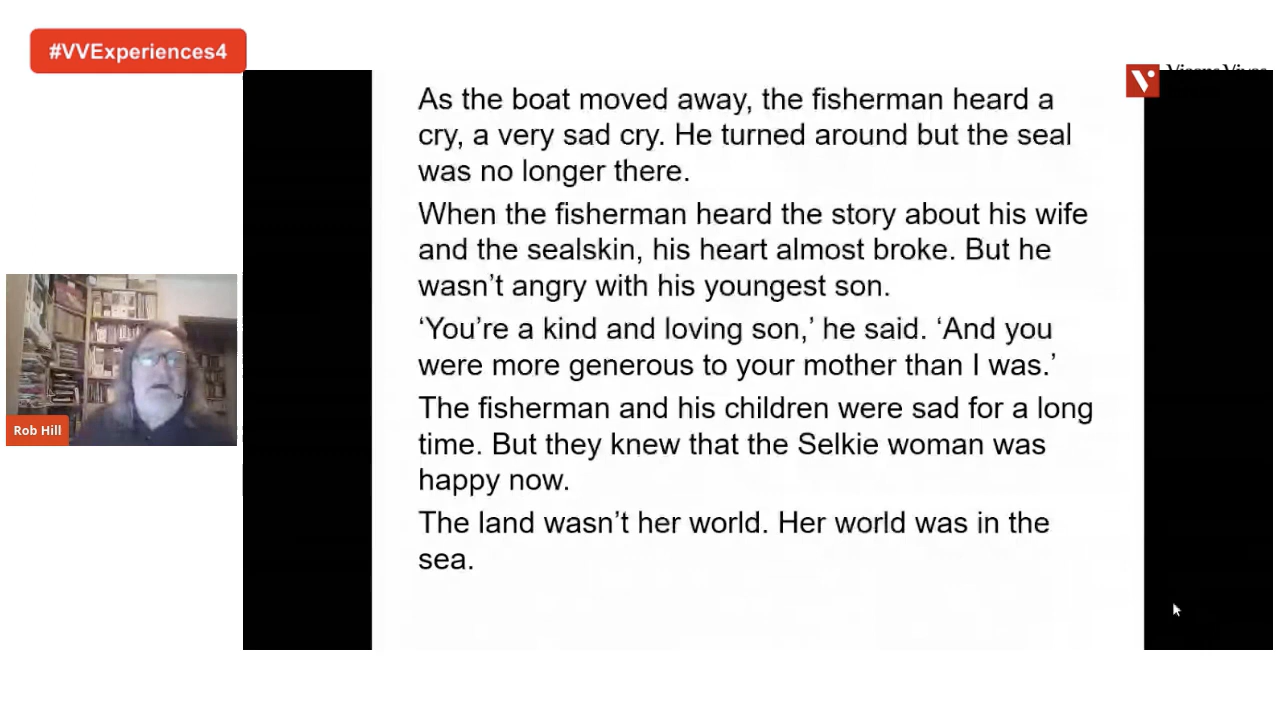 #VVExperiences4
As the boat moved away, the fisherman heard a
cry, a very sad cry. He turned around but the seal
was no longer there.
When the fisherman heard the story about his wife
and the sealskin, his heart almost broke. But he
wasn’t angry with his youngest son.
‘You’re a kind and loving son,’ he said. ‘And you
were more generous to your mother than I was.’
The fisherman and his children were sad for a long
time. But they knew that the Selkie woman was
happy now.
The land wasn’t her world. Her world was in the
sea.
Rob Hill